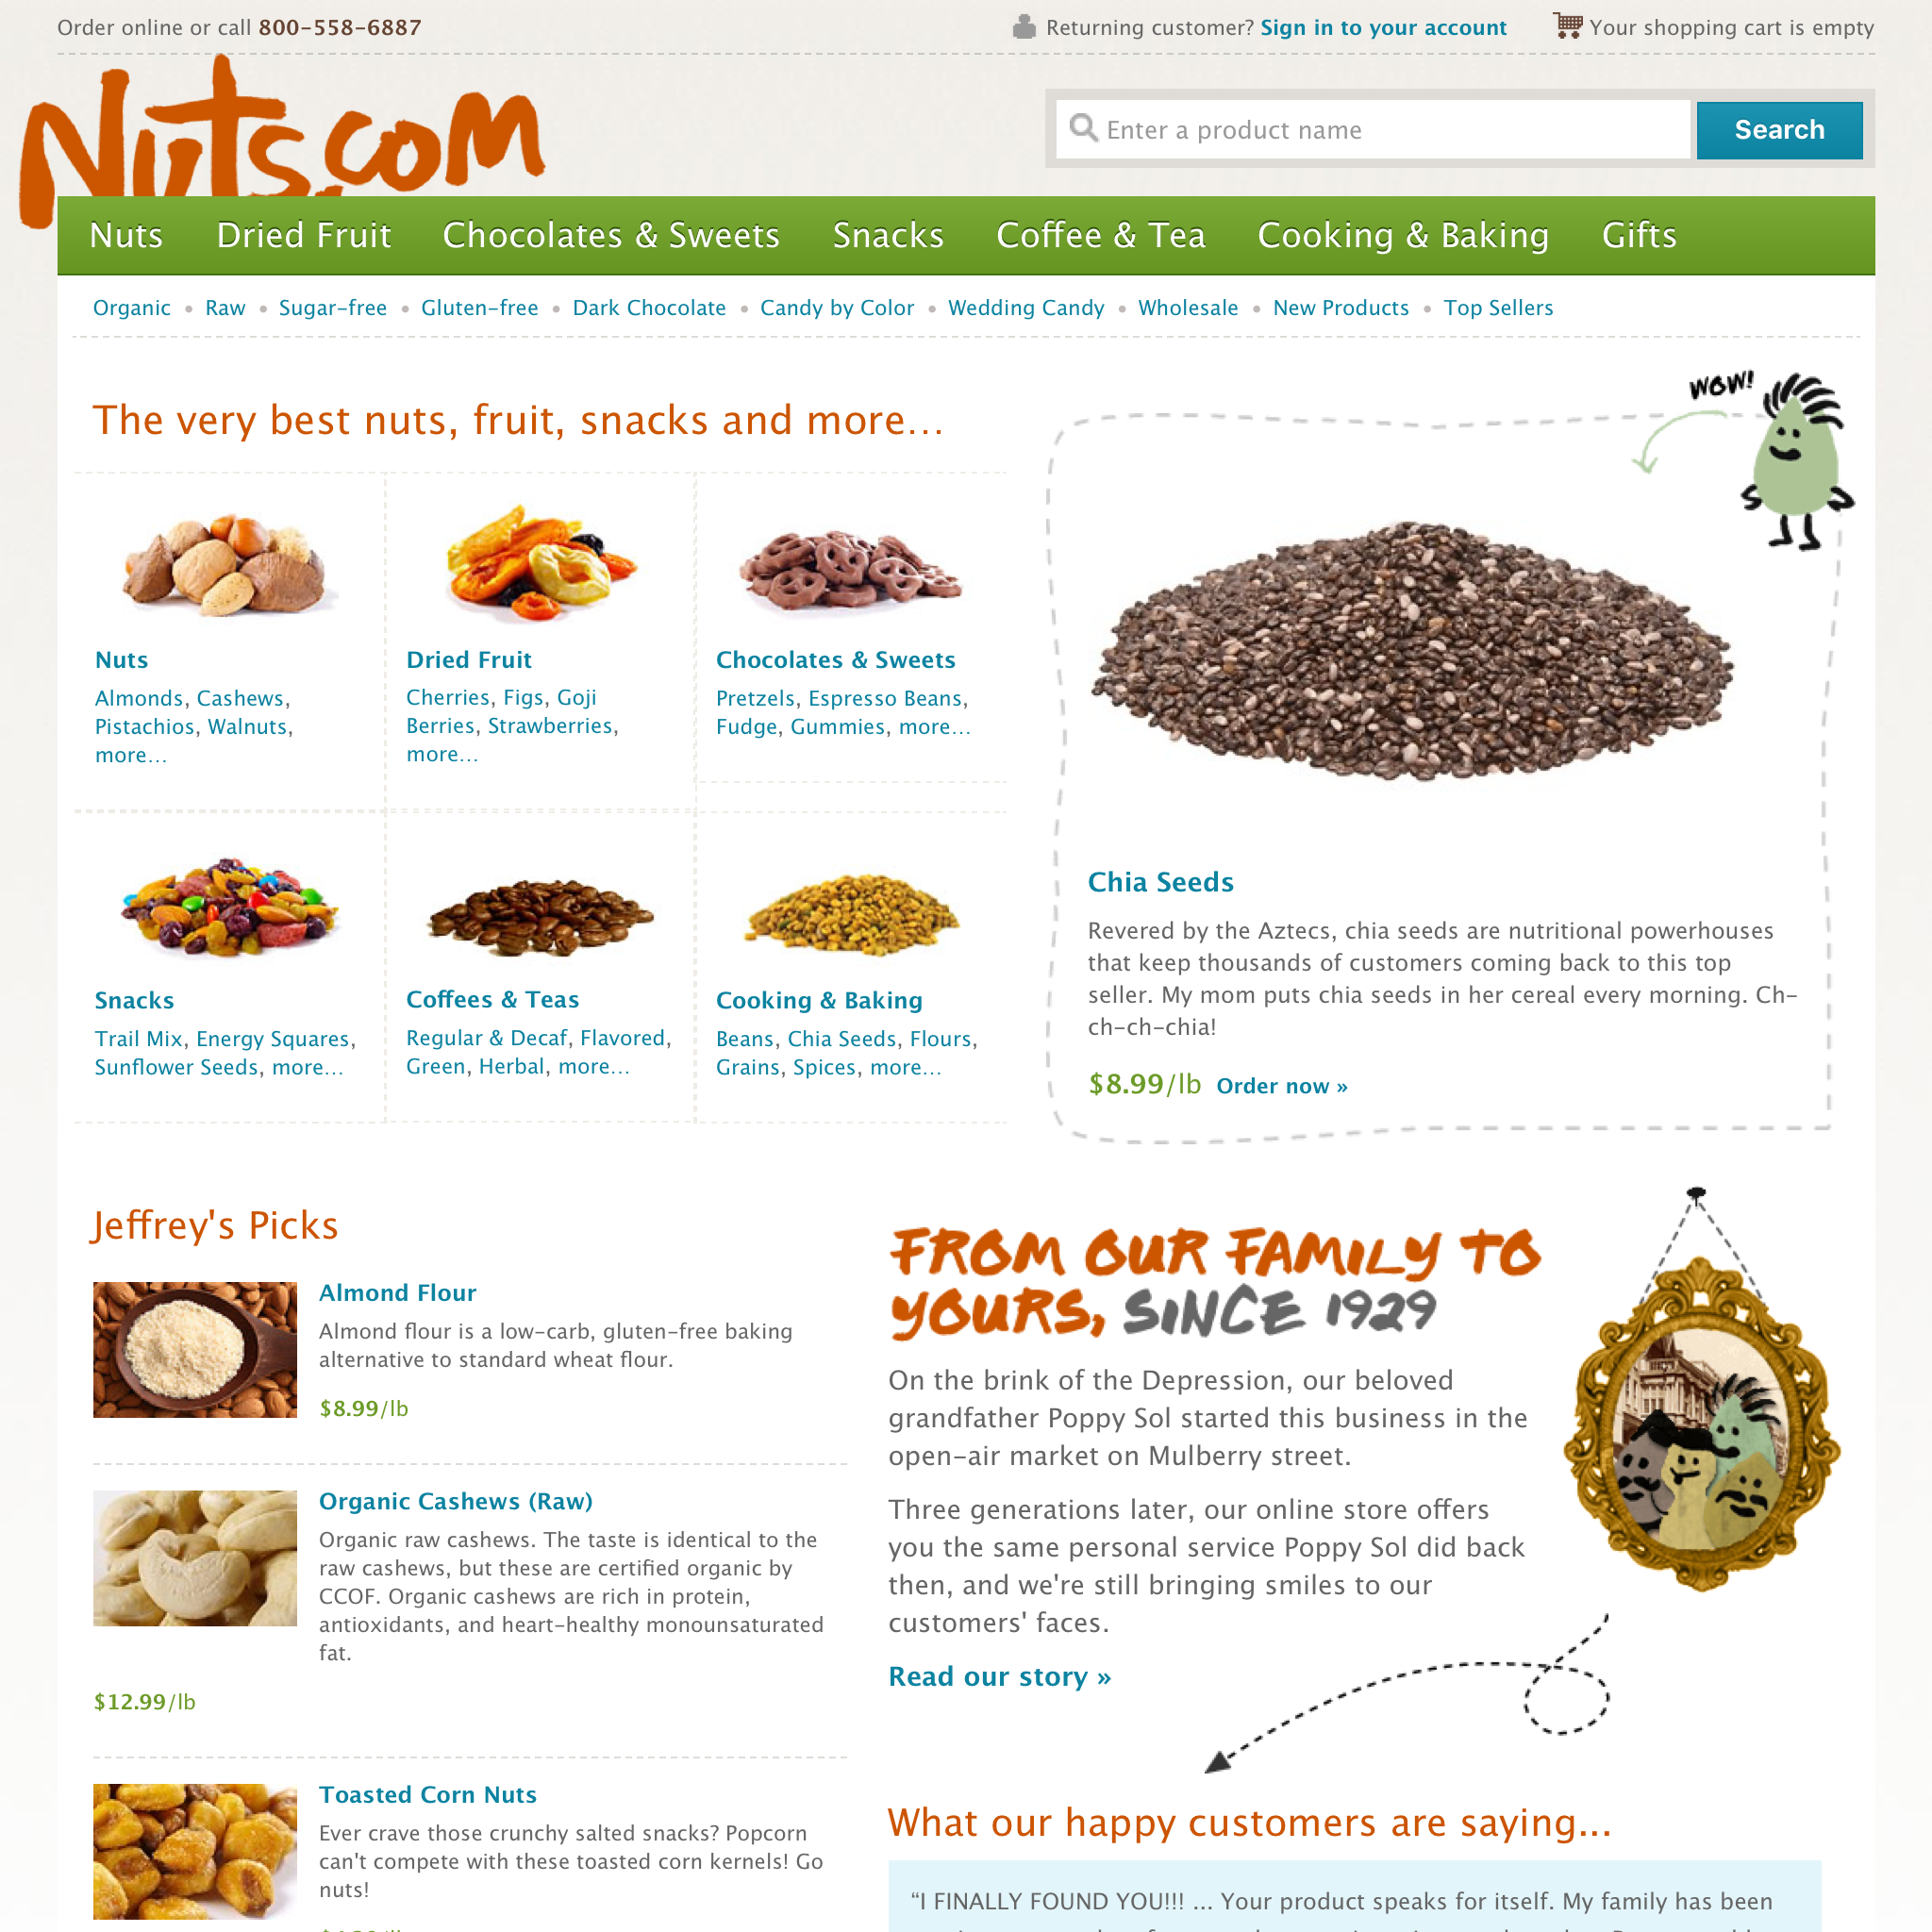 Order online or call 800-558-6887
Returning customer? Sign in to your account
Your shopping cart is empty
Nuts.com
Enter a product name
Search
Nuts Dried Fruit Chocolates & Sweets Snacks Coffee & Tea Cooking & Baking Gifts
Organic • Raw • Sugar-free • Gluten-free • Dark Chocolate • Candy by Color • Wedding Candy • Wholesale • New Products • Top Sellers
The very best nuts, fruit, snacks and more...
Nuts
Almonds, Cashews,
Pistachios, Walnuts,
more...
Dried Fruit
Cherries, Figs, Goji
Berries, Strawberries,
more...
Chocolates & Sweets
Pretzels, Espresso Beans,
Fudge, Gummies, more...
Snacks
Trail Mix, Energy Squares,
Sunflower Seeds, more...
Coffees & Teas
Regular & Decaf, Flavored,
Green, Herbal, more...
Cooking & Baking
Beans, Chia Seeds, Flours,
Grains, Spices, more...
WOW!
Chia Seeds
Revered by the Aztecs, chia seeds are nutritional powerhouses
that keep thousands of customers coming back to this top
seller. My mom puts chia seeds in her cereal every morning. Ch-
ch-ch-chia!
$8.99/lb Order now »
Jeffrey's Picks
Almond Flour
Almond flour is a low-carb, gluten-free baking
alternative to standard wheat flour.
$8.99/lb
Organic Cashews (Raw)
Organic raw cashews. The taste is identical to the
raw cashews, but these are certified organic by
CCOF. Organic cashews are rich in protein,
antioxidants, and heart-healthy monounsaturated
fat.
$12.99/lb
Toasted Corn Nuts
Ever crave those crunchy salted snacks? Popcorn
can't compete with these toasted corn kernels! Go
nuts!
FROM OUR FAMILY TO
YOURS, SINCE 1929
On the brink of the Depression, our beloved
grandfather Poppy Sol started this business in the
open-air market on Mulberry street.
Three generations later, our online store offers
you the same personal service Poppy Sol did back
then, and we're still bringing smiles to our
customers' faces.
Read our story »
What our happy customers are saying...
“I FINALLY FOUND YOU!!! ... Your product speaks for itself. My family has been